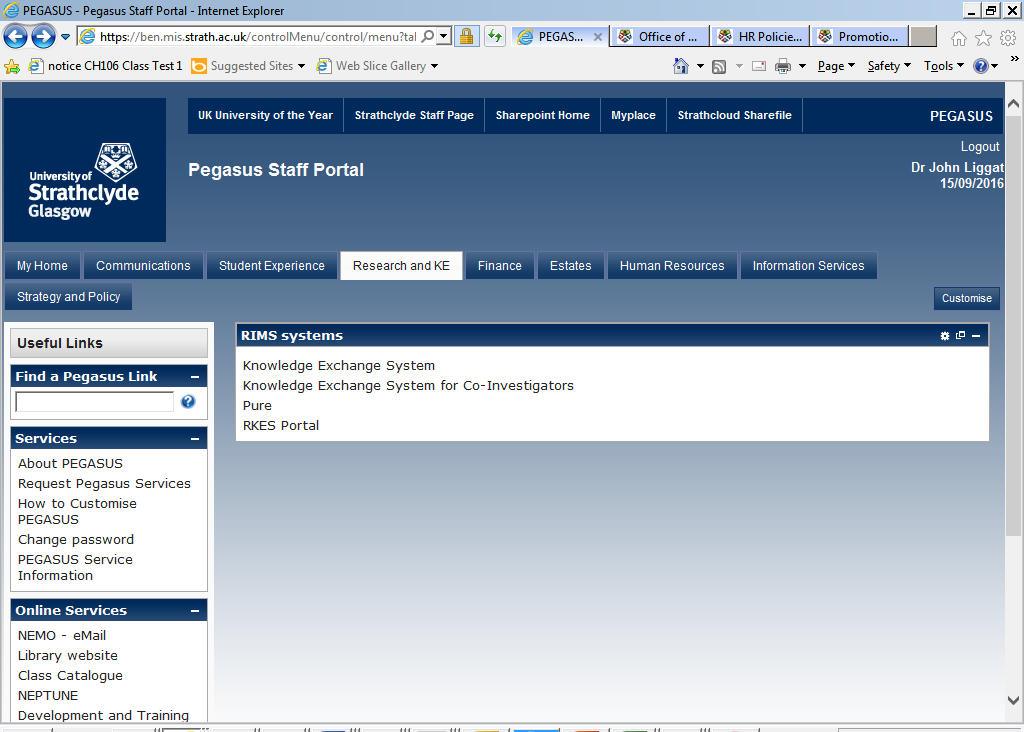 PEGASUS - Pegasus Staff Portal - Internet Explorer
https://ben.mis.strath.ac.uk/controlMenu/control/menu?tal
PEGAS...
Office of ...
HR Policie...
Promotio...
notice CH106 Class Test 1
Suggested Sites
Web Slice Gallery
Page
Safety
Tools
UK University of the Year
Strathclyde Staff Page
Sharepoint Home
Myplace
Strathcloud Sharefile
PEGASUS
University of
Strathclyde
Glasgow
Pegasus Staff Portal
Logout
Dr John Liggat
15/09/2016
My Home
Communications
Student Experience
Research and KE
Finance
Estates
Human Resources
Information Services
Strategy and Policy
Customise
Useful Links
Find a Pegasus Link
Services
About PEGASUS
Request Pegasus Services
How to Customise
PEGASUS
Change password
PEGASUS Service
Information
Online Services
NEMO - eMail
Library website
Class Catalogue
NEPTUNE
Development and Training
RIMS systems
Knowledge Exchange System
Knowledge Exchange System for Co-Investigators
Pure
RKES Portal